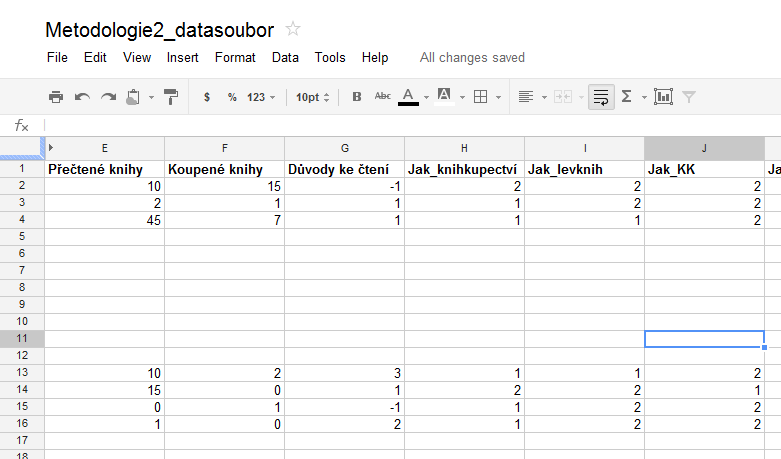 Metodologie2_datasoubor
File Edit View Insert Format Data Tools Help All changes saved
$ % 123 10pt B Abc A A Σ
fx
E F G H I J
1 Přečtené knihy Koupené knihy Důvody ke čtení Jak_knihkupectví Jak_levknih Jak_KK Ja
2 10 15 -1 2 2 2
3 2 1 1 1 2 2
4 45 7 1 1 1 2
5
6
7
8
9
10
11
12
13 10 2 3 1 1 2
14 15 0 1 2 2 1
15 0 1 -1 1 2 2
16 1 0 2 1 2 2
17
18